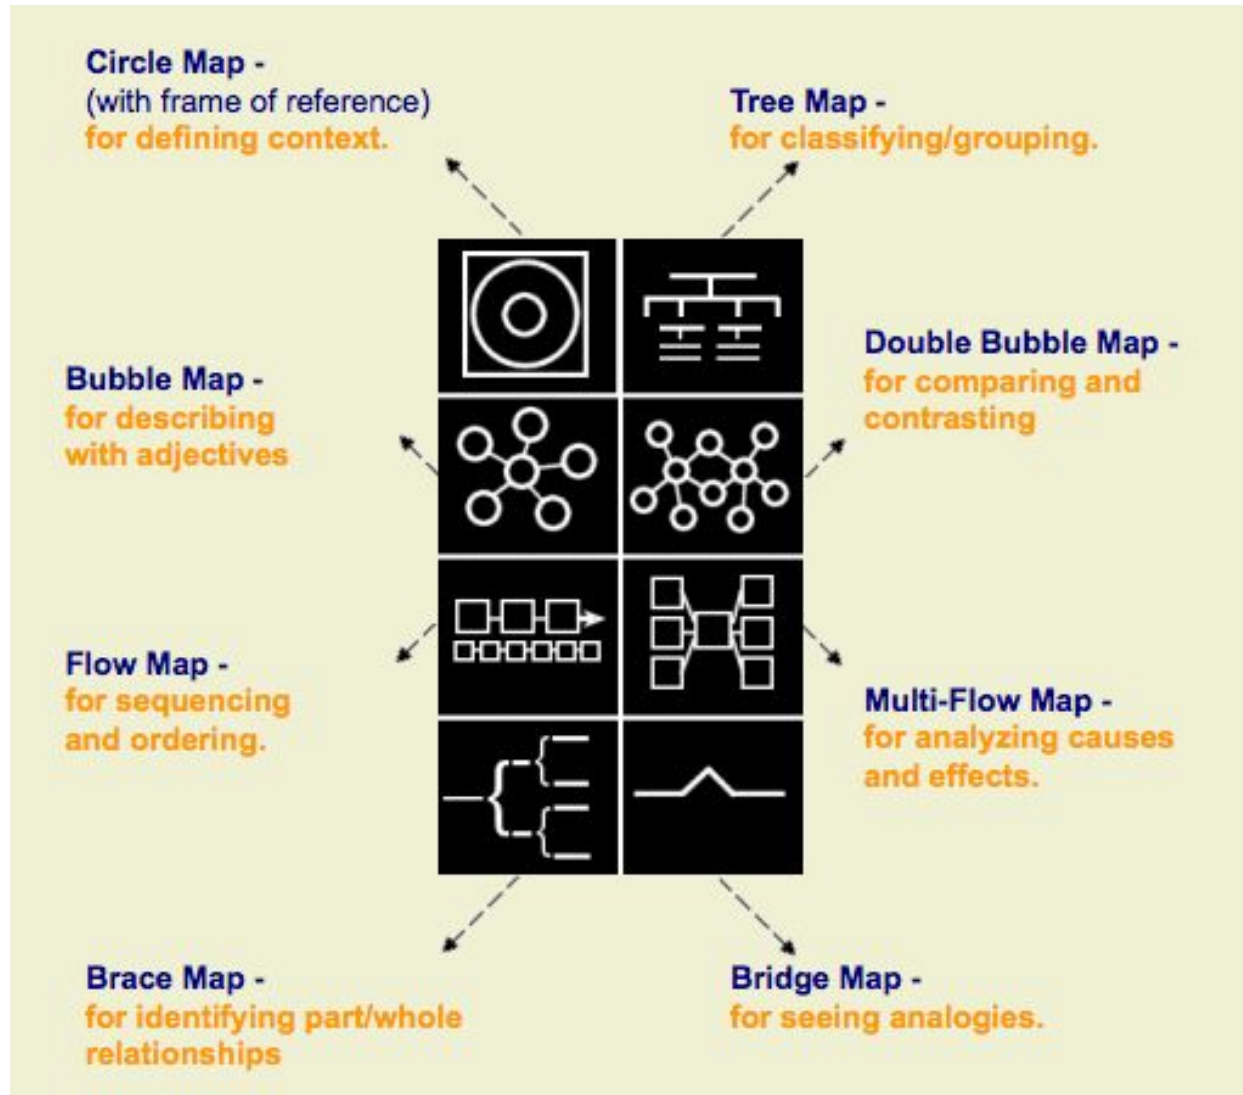 Circle Map -
(with frame of reference)
for defining context.
Tree Map -
for classifying/grouping.
Bubble Map -
for describing
with adjectives
Double Bubble Map -
for comparing and
contrasting
Flow Map -
for sequencing
and ordering.
Multi-Flow Map -
for analyzing causes
and effects.
Brace Map -
for identifying part/whole
relationships
Bridge Map -
for seeing analogies.